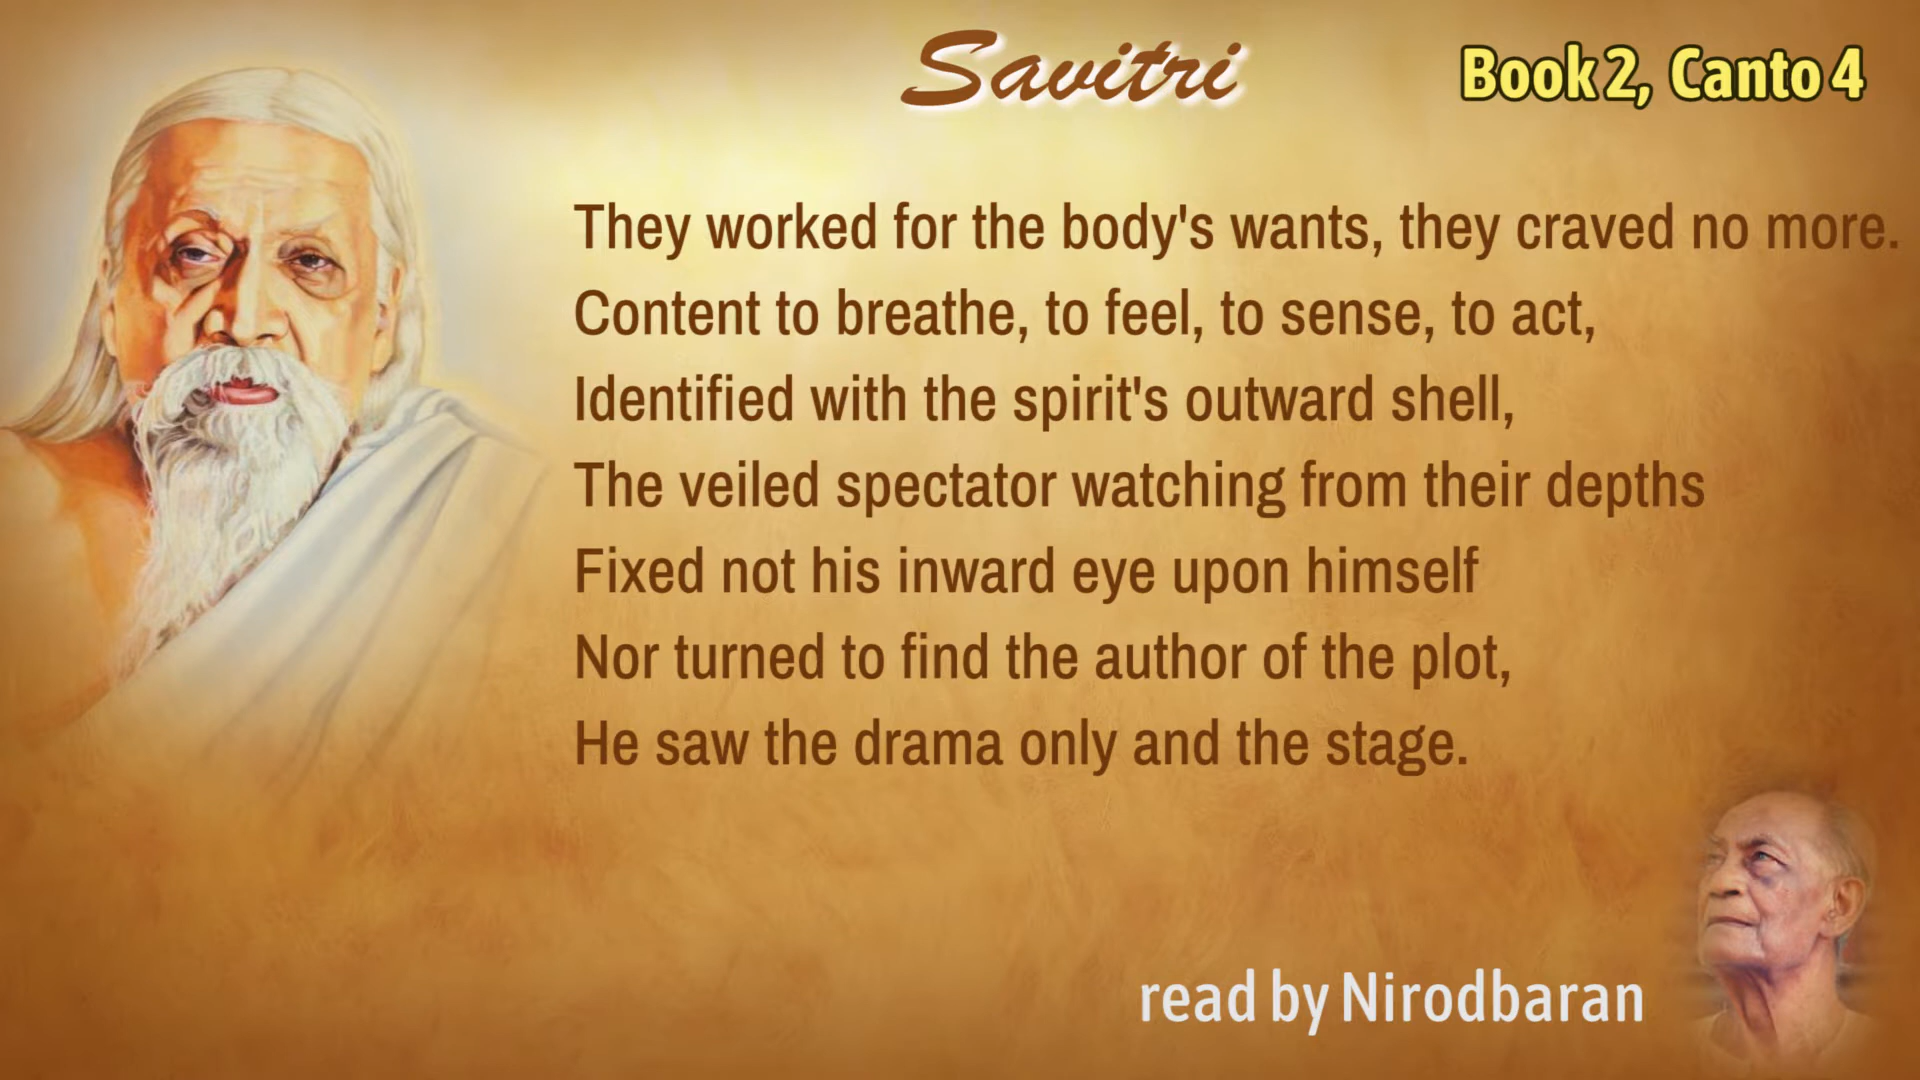 Savitri
Book 2, Canto 4
They worked for the body's wants, they craved no more.
Content to breathe, to feel, to sense, to act,
Identified with the spirit's outward shell,
The veiled spectator watching from their depths
Fixed not his inward eye upon himself
Nor turned to find the author of the plot,
He saw the drama only and the stage.
read by Nirodbaran